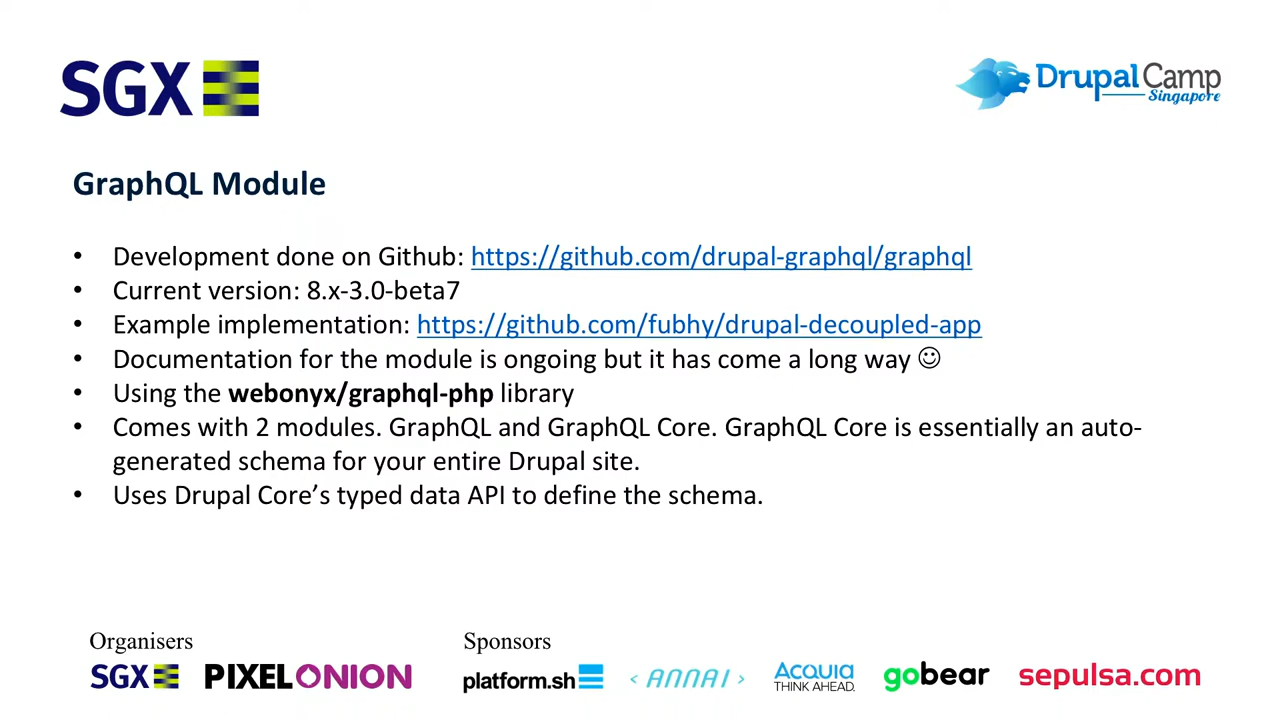 SGX
DrupalCamp
Singapore
GraphQL Module
• Development done on Github: https://github.com/drupal-graphql/graphql
• Current version: 8.x-3.0-beta7
• Example implementation: https://github.com/fubhy/drupal-decoupled-app
• Documentation for the module is ongoing but it has come a long way ☺
• Using the webonyx/graphql-php library
• Comes with 2 modules. GraphQL and GraphQL Core. GraphQL Core is essentially an auto-
generated schema for your entire Drupal site.
• Uses Drupal Core’s typed data API to define the schema.
Organisers
Sponsors
SGX
PIXELONION
platform.sh
<ANNAI>
ACQUIA
THINK AHEAD.
gobear
sepulsa.com